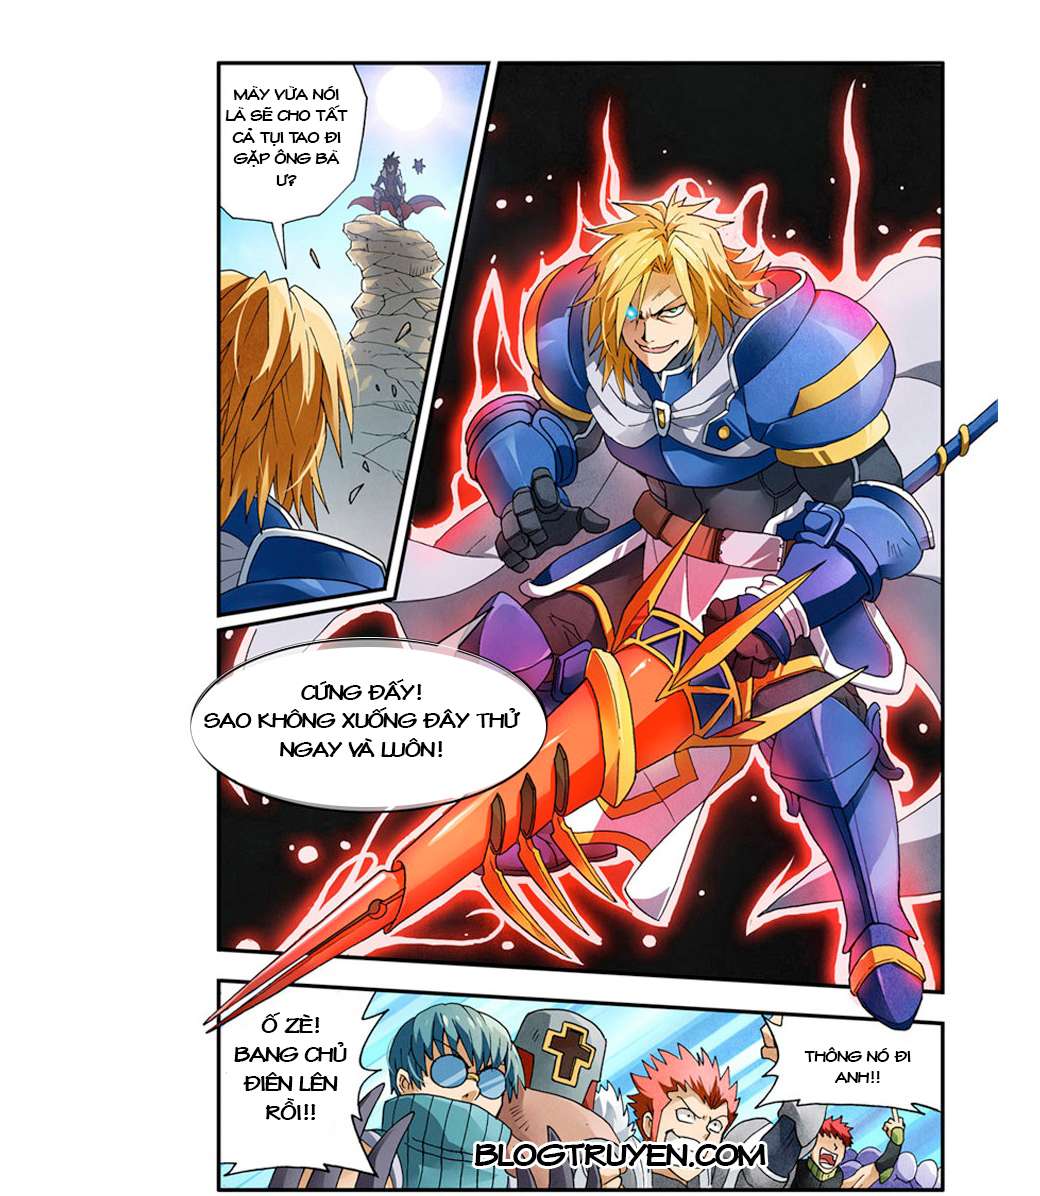 MÀY VỪA NÓI
LÀ SẼ CHO TẤT
CẢ TỤI TAO ĐI
GẶP ÔNG BÀ
Ư?
CỨNG ĐẤY!
SAO KHÔNG XUỐNG ĐÂY THỬ
NGAY VÀ LUÔN!
Ố ZÈ!
BANG CHỦ
ĐIÊN LÊN
RỒI!!
THÔNG NÓ ĐI
ANH!!
BLOGTRUYEN.COM